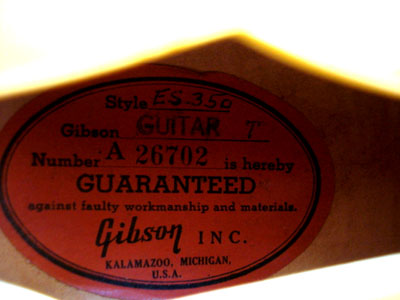 Style ES 350
Gibson GUITAR T
Number A 26702 is hereby
GUARANTEED
against faulty workmanship and materials.
Gibson INC.
KALAMAZOO, MICHIGAN,
U.S.A.